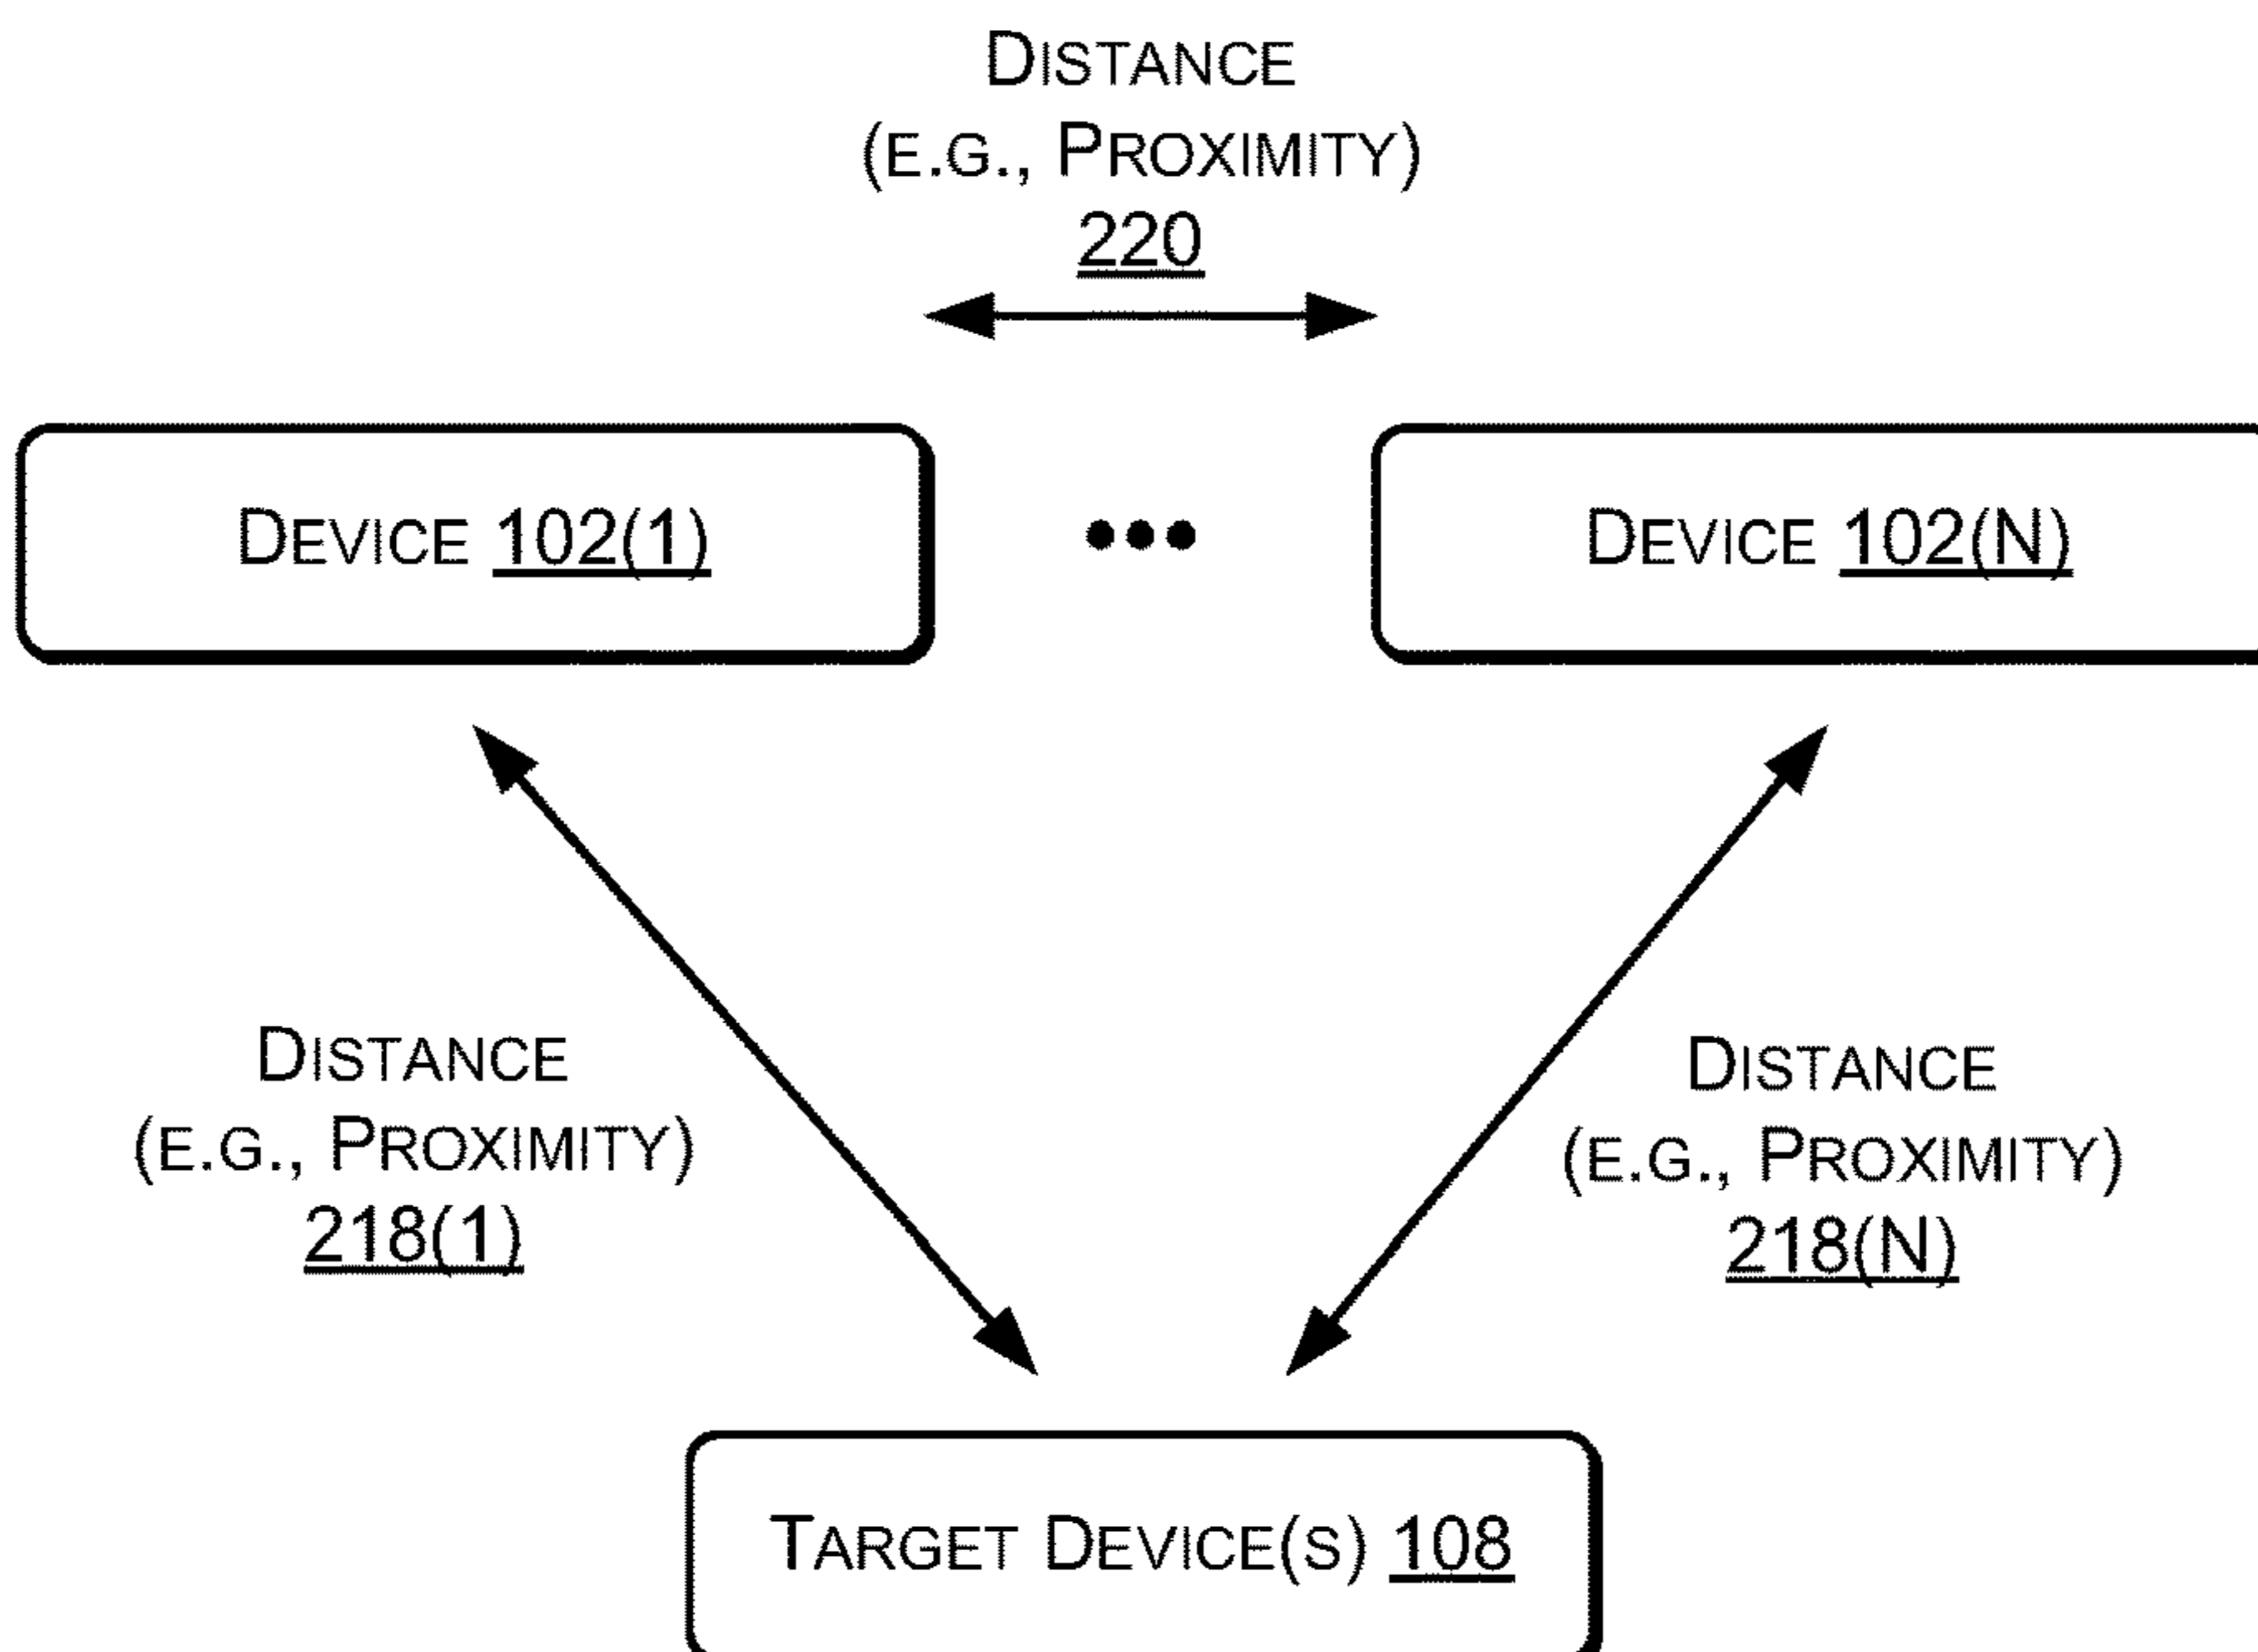 DISTANCE
(E.G., PROXIMITY)
220
DEVICE 102(1)
•••
DEVICE 102(N)
DISTANCE
(E.G., PROXIMITY)
218(1)
DISTANCE
(E.G., PROXIMITY)
218(N)
TARGET DEVICE(S) 108